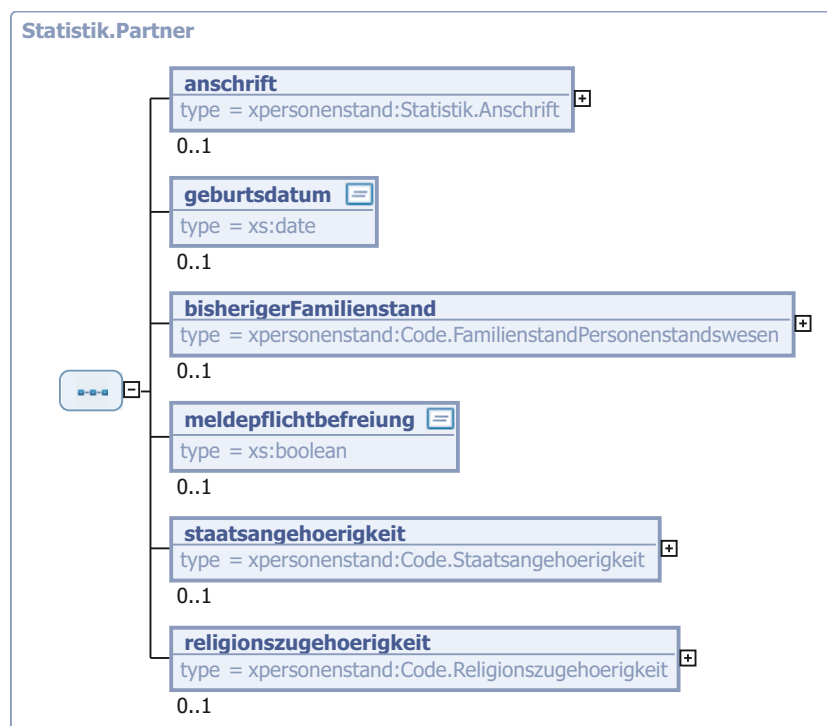 Statistik.Partner
anschrift
type = xpersonenstand:Statistik.Anschrift
0..1
geburtsdatum
type = xs:date
0..1
bisherigerFamilienstand
type = xpersonenstand:Code.FamilienstandPersonenstandswesen
0..1
meldepflichtbefreiung
type = xs:boolean
0..1
staatsangehoerigkeit
type = xpersonenstand:Code.Staatsangehoerigkeit
0..1
religionszugehoerigkeit
type = xpersonenstand:Code.Religionszugehoerigkeit
0..1